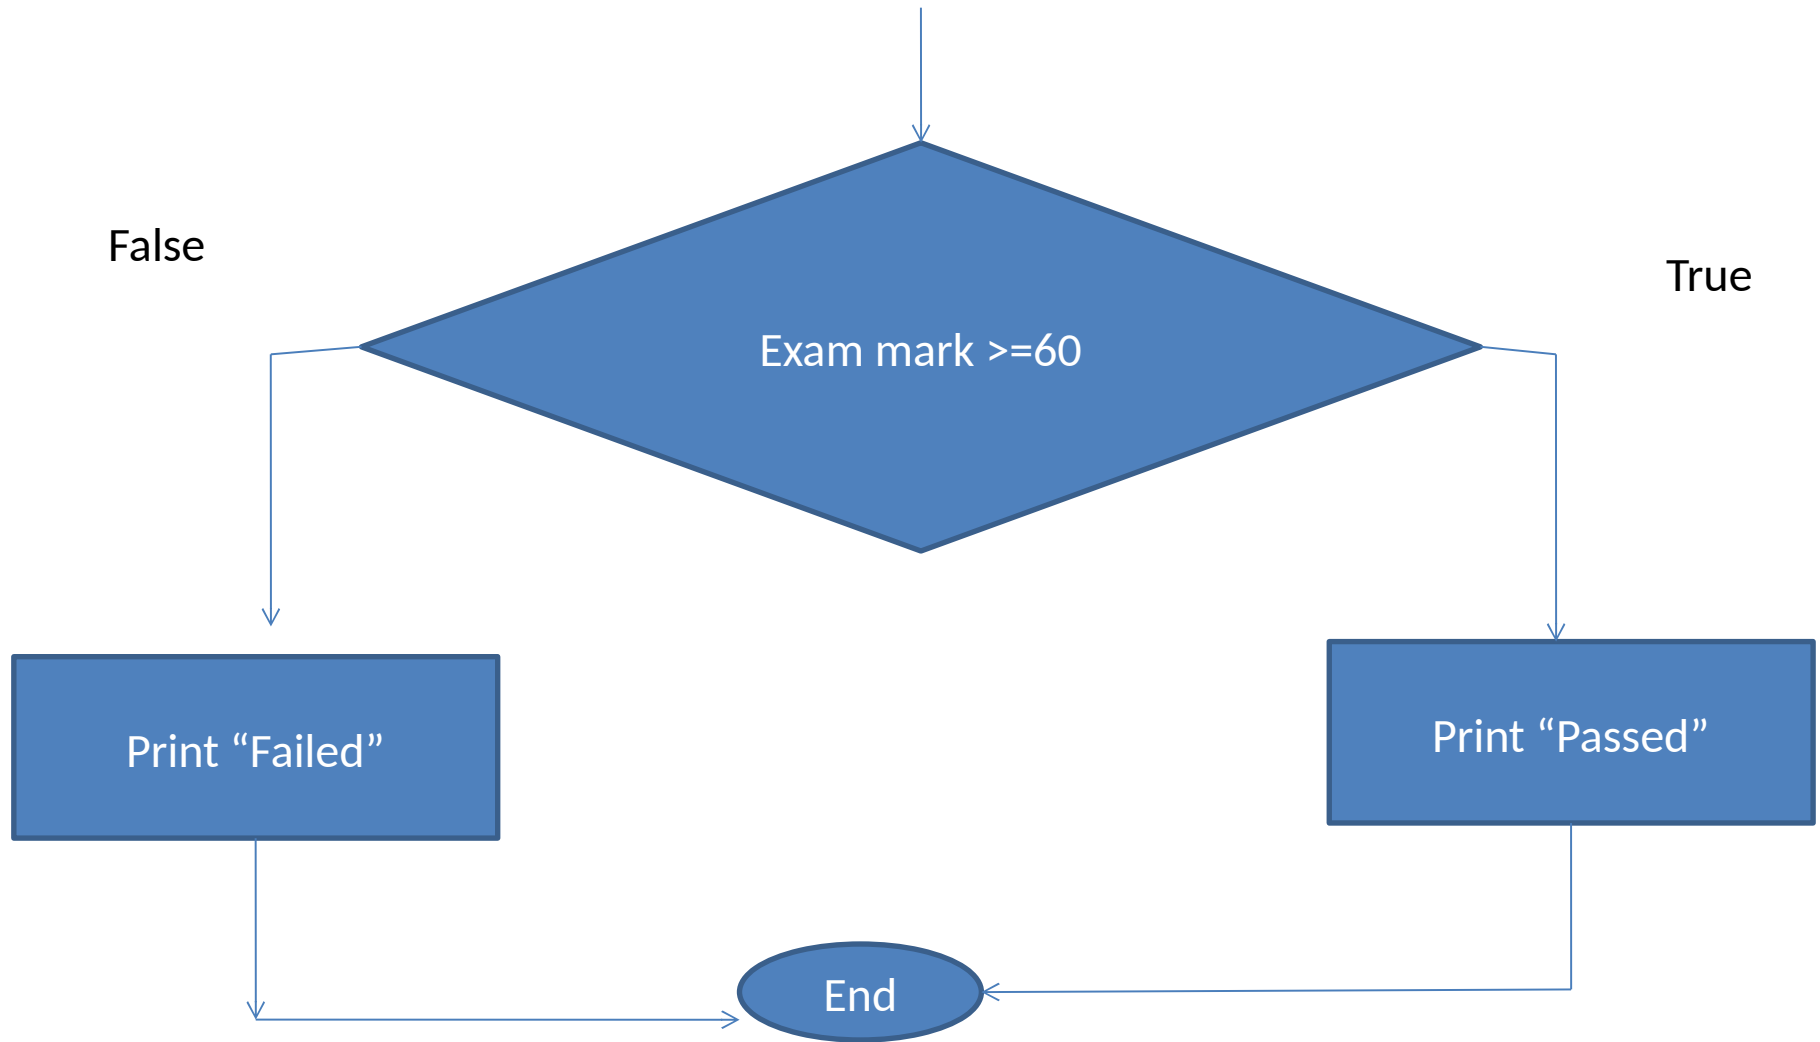 False
True
Exam mark >=60
Print “Failed”
Print “Passed”
End